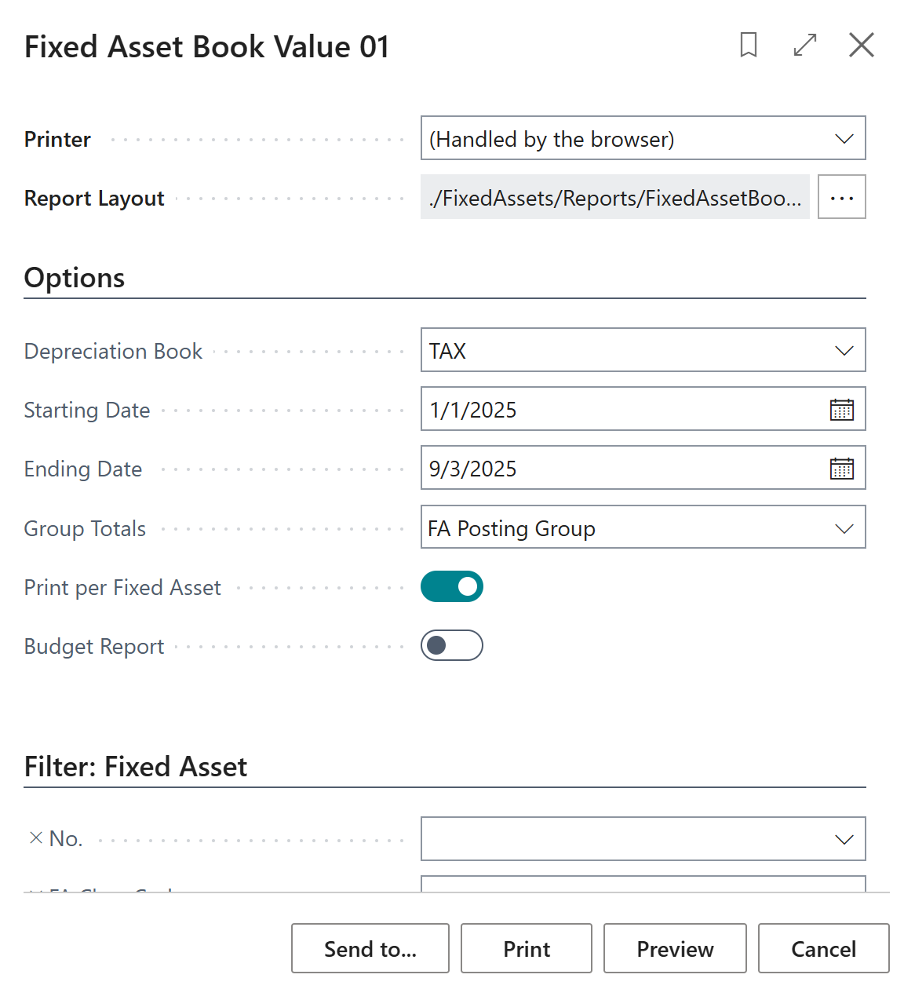 Fixed Asset Book Value 01
Printer (Handled by the browser)
Report Layout ./FixedAssets/Reports/FixedAssetBoo... ...
Options
Depreciation Book TAX
Starting Date 1/1/2025
Ending Date 9/3/2025
Group Totals FA Posting Group
Print per Fixed Asset
Budget Report
Filter: Fixed Asset
No.
Send to... Print Preview Cancel